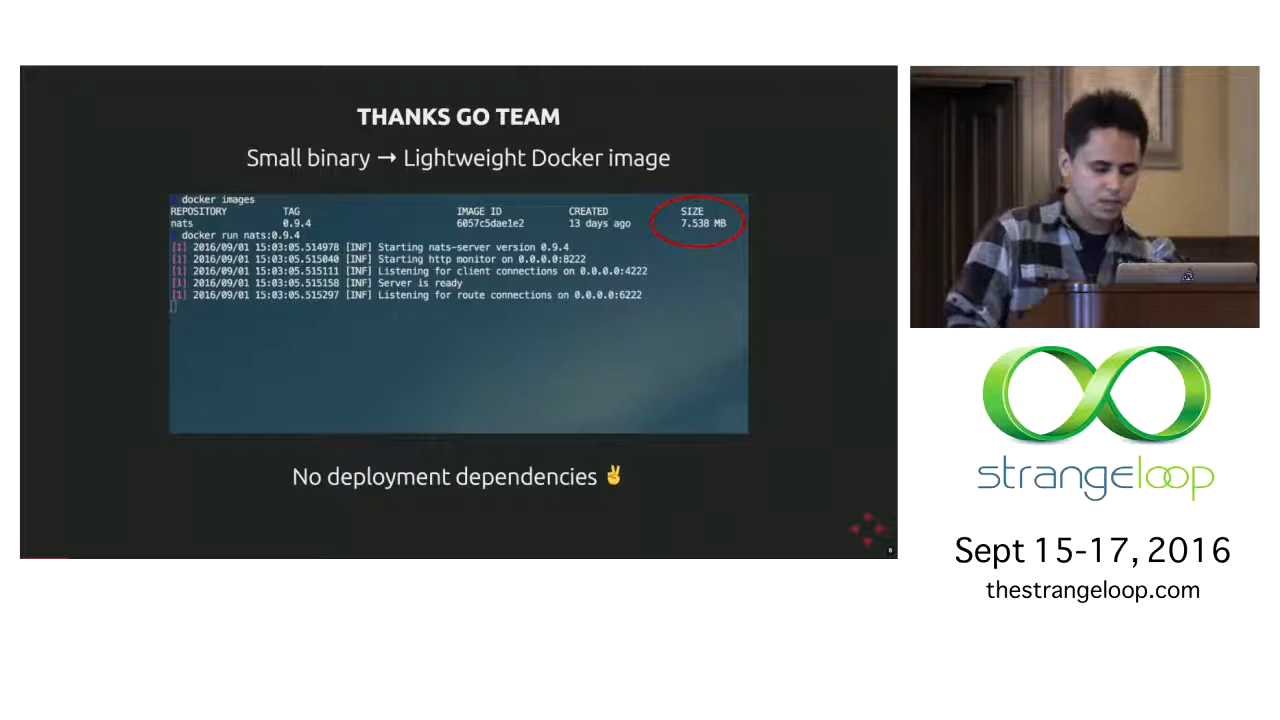 THANKS GO TEAM
Small binary → Lightweight Docker image
docker images
REPOSITORY TAG IMAGE ID CREATED SIZE
nats 0.9.4 6057c5dae1e2 13 days ago 7.538 MB
docker run nats:0.9.4
[1] 2016/09/01 15:03:05.514978 [INF] Starting nats-server version 0.9.4
[1] 2016/09/01 15:03:05.515040 [INF] Starting http monitor on 0.0.0.0:8222
[1] 2016/09/01 15:03:05.515111 [INF] Listening for client connections on 0.0.0.0:4222
[1] 2016/09/01 15:03:05.515158 [INF] Server is ready
[1] 2016/09/01 15:03:05.515297 [INF] Listening for route connections on 0.0.0.0:6222
No deployment dependencies ✌
strangeloop
Sept 15-17, 2016
thestrangeloop.com